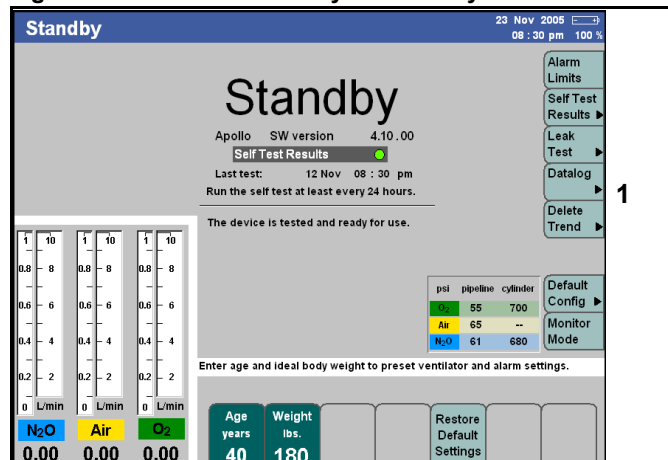 23 Nov 2005
Standby
08 : 30 pm 100 %
Alarm
Limits
Standby
Self Test
Results
Apollo SW version 4.10.00
Leak
Test
Self Test Results
Last test: 12 Nov 08 : 30 pm
Datalog
Run the self test at least every 24 hours.
1
Delete
Trend
The device is tested and ready for use.
1 10 1 10 1 10
0.8 8 0.8 8 0.8 8
psi pipeline cylinder
Default
Config
0.6 6 0.6 6 0.6 6
O2 55 700
Air 65 --
Monitor
Mode
0.4 4 0.4 4 0.4 4
N2O 61 680
Enter age and ideal body weight to preset ventilator and alarm settings.
0.2 2 0.2 2 0.2 2
0 L/min 0 L/min 0 L/min
N2O Air O2
0.00 0.00 0.00
Age
years
40
Weight
lbs.
180
Restore
Default
Settings